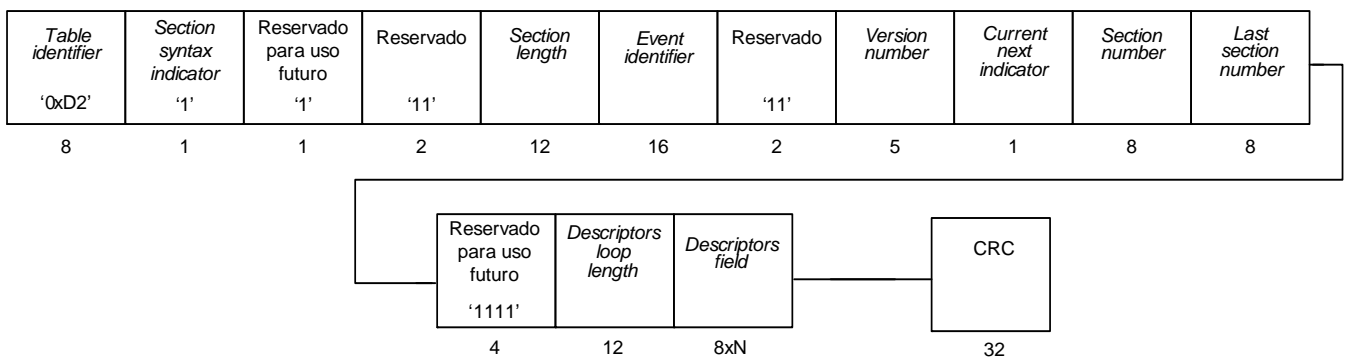 Table
identifier
'0xD2'
Section
syntax
indicator
'1'
Reservado
para uso
futuro
'1'
Reservado
'11'
Section
length
Event
identifier
Reservado
'11'
Version
number
Current
next
indicator
Section
number
Last
section
number
8 1 1 2 12 16 2 5 1 8 8
Reservado
para uso
futuro
'1111'
Descriptors
loop
length
Descriptors
field
CRC
4 12 8xN 32